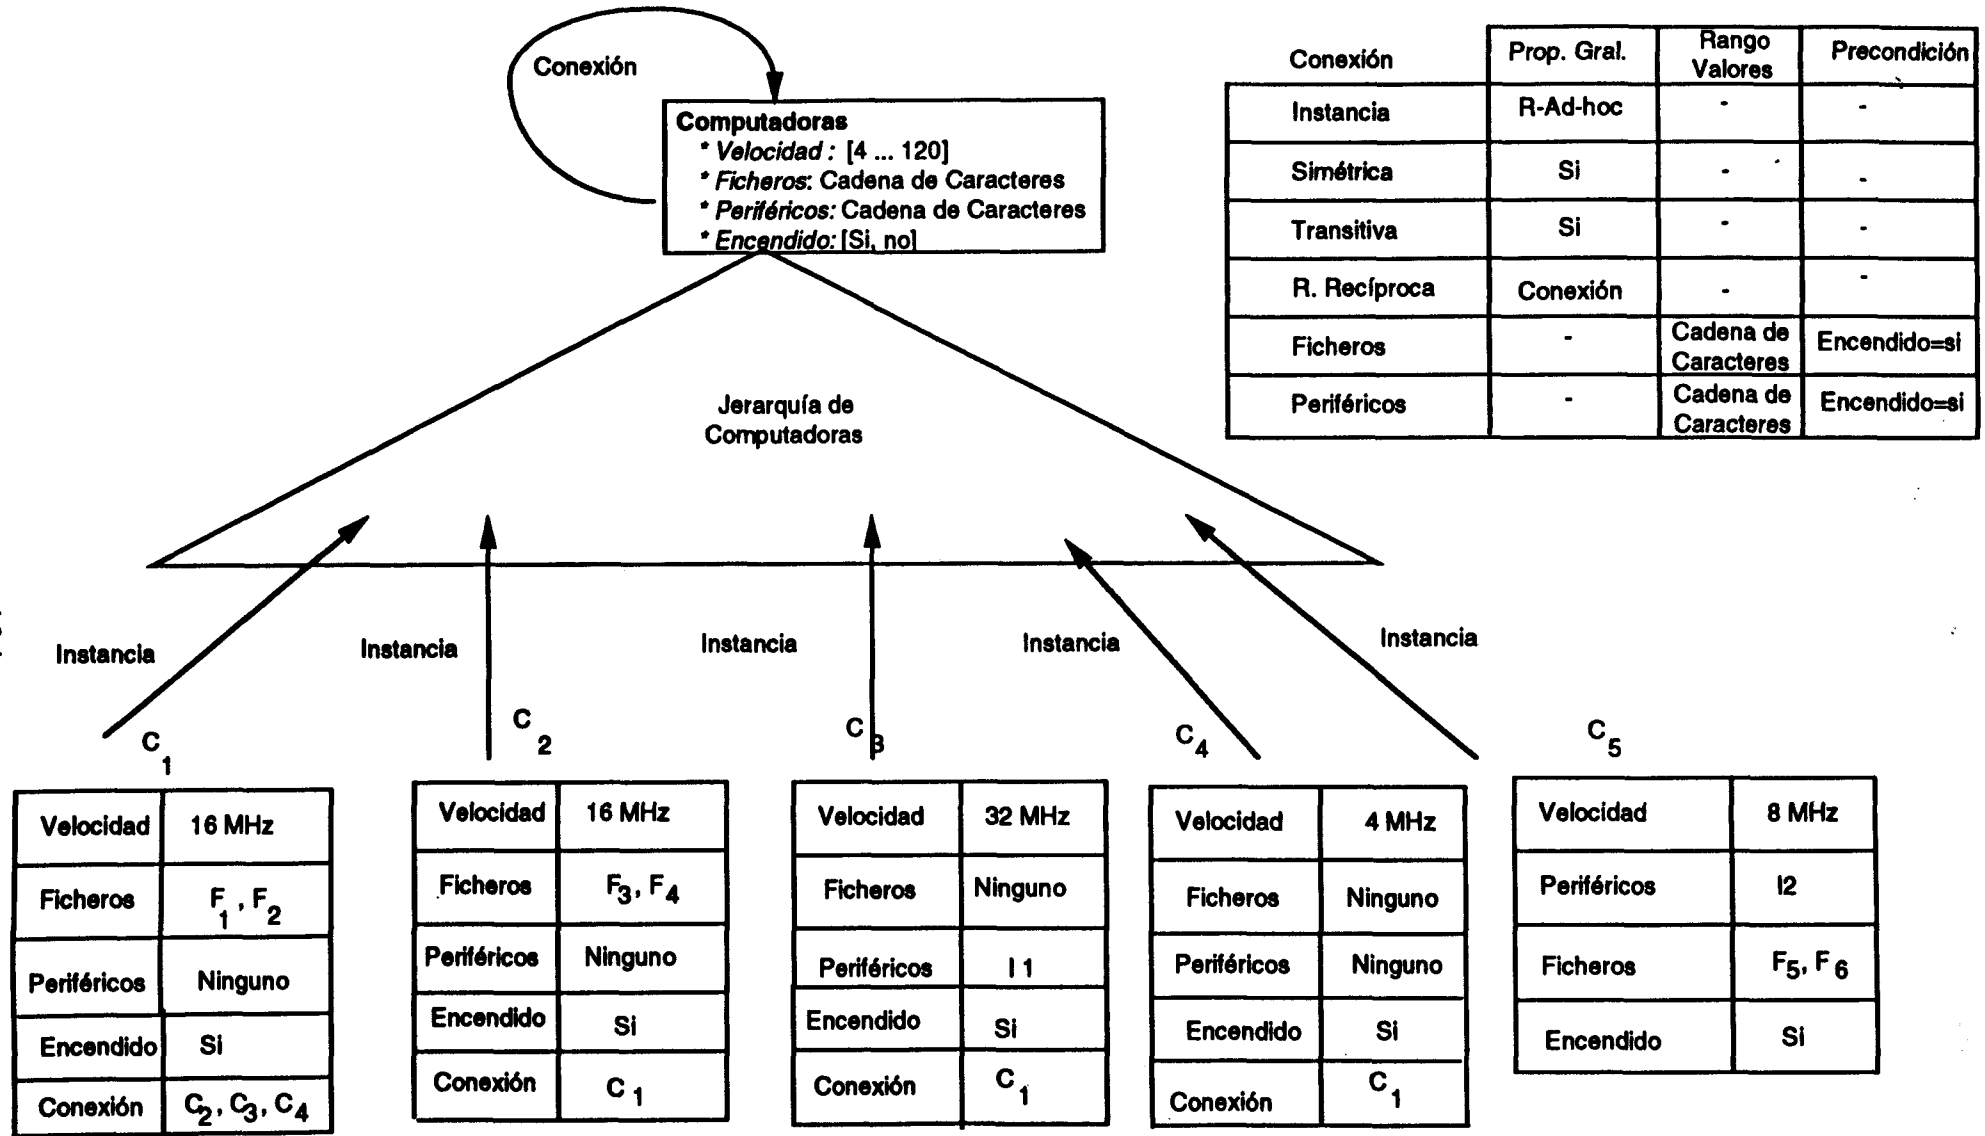 Conexión
Computadoras
* Velocidad : [4 ... 120]
* Ficheros: Cadena de Caracteres
* Periféricos: Cadena de Caracteres
* Encendido: [Si, no]
Conexión Prop. Gral. Rango Valores Precondición
Instancia R-Ad-hoc - -
Simétrica Si - -
Transitiva Si - -
R. Recíproca Conexión - -
Ficheros - Cadena de Caracteres Encendido=si
Periféricos - Cadena de Caracteres Encendido=si
Jerarquía de
Computadoras
Instancia Instancia Instancia Instancia Instancia
C1
Velocidad 16 MHz
Ficheros F1, F2
Periféricos Ninguno
Encendido Si
Conexión C2, C3, C4
C2
Velocidad 16 MHz
Ficheros F3, F4
Periféricos Ninguno
Encendido Si
Conexión C1
C3
Velocidad 32 MHz
Ficheros Ninguno
Periféricos I1
Encendido Si
Conexión C1
C4
Velocidad 4 MHz
Ficheros Ninguno
Periféricos Ninguno
Encendido Si
Conexión C1
C5
Velocidad 8 MHz
Periféricos I2
Ficheros F5, F6
Encendido Si